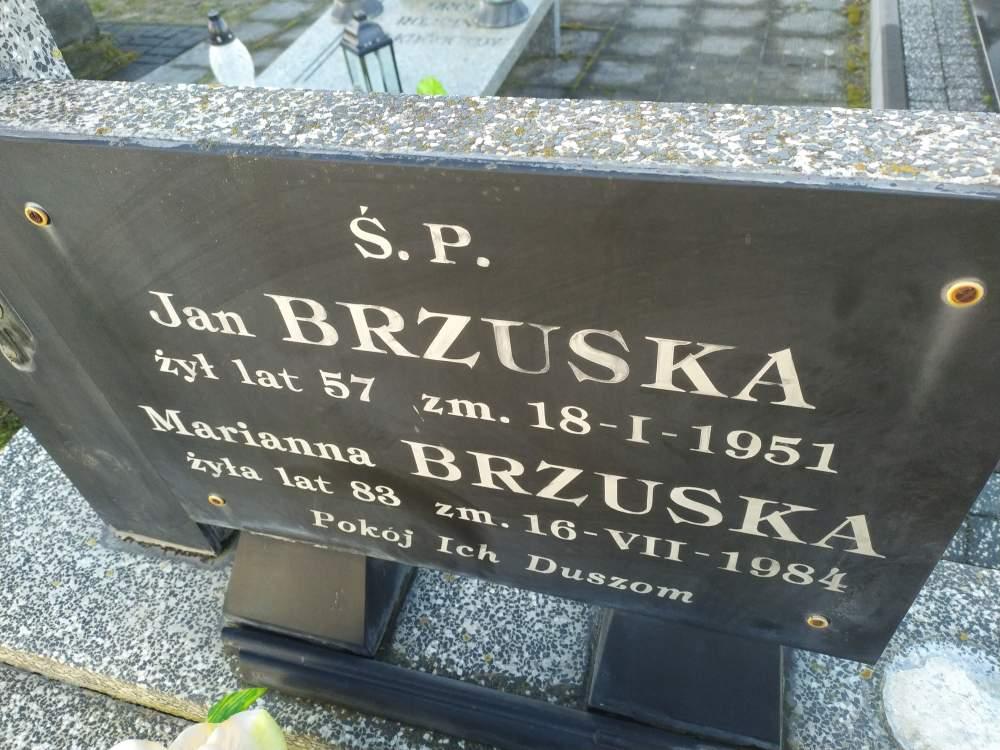 Ś. P.
Jan BRZUSKA
żył lat 57 zm. 18-I-1951
Marianna BRZUSKA
żyła lat 83 zm. 16-VII-1984
Pokój Ich Duszom